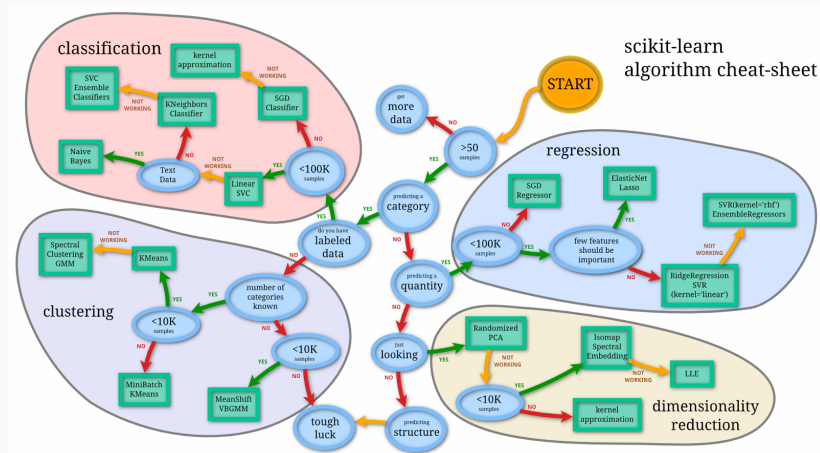 scikit-learn
algorithm cheat-sheet
START
>50
samples
NO
get
more
data
YES
predicting a
category
YES
NO
do you have
labeled
data
YES
NO
predicting a
quantity
YES
NO
just
looking
YES
NO
predicting
structure
tough
luck
classification
<100K
samples
YES
NO
Linear
SVC
NOT
WORKING
Text
Data
YES
NO
Naive
Bayes
KNeighbors
Classifier
NOT
WORKING
SVC
Ensemble
Classifiers
SGD
Classifier
NOT
WORKING
kernel
approximation
clustering
number of
categories
known
YES
NO
<10K
samples
YES
NO
KMeans
NOT
WORKING
Spectral
Clustering
GMM
MiniBatch
KMeans
<10K
samples
YES
NO
MeanShift
VBGMM
regression
<100K
samples
NO
YES
SGD
Regressor
few features
should be
important
YES
NO
ElasticNet
Lasso
RidgeRegression
SVR
(kernel='linear')
NOT
WORKING
SVR(kernel='rbf')
EnsembleRegressors
dimensionality
reduction
Randomized
PCA
NOT
WORKING
<10K
samples
YES
NO
Isomap
Spectral
Embedding
NOT
WORKING
LLE
kernel
approximation